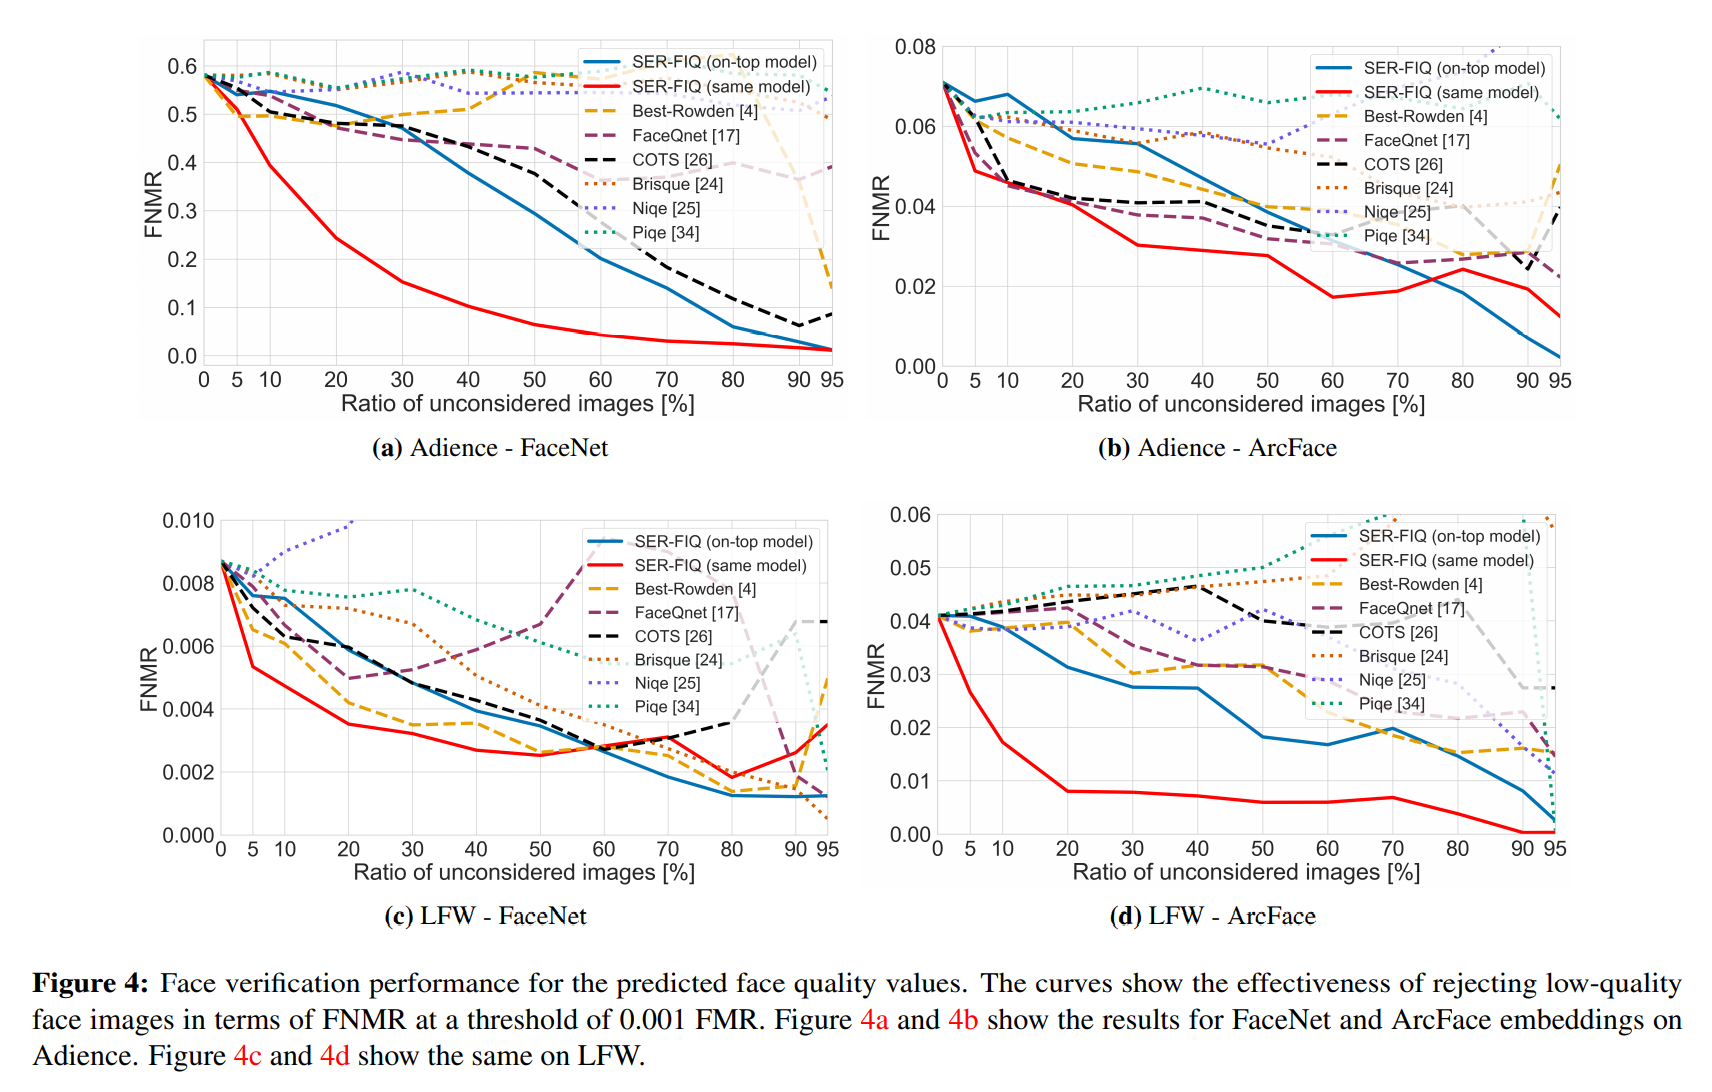 0.6
0.5
0.4
0.3
0.2
0.1
0.0
FNMR
SER-FIQ (on-top model)
SER-FIQ (same model)
Best-Rowden [4]
FaceQnet [17]
COTS [26]
Brisque [24]
Niqe [25]
Piqe [34]
0 5 10 20 30 40 50 60 70 80 90 95
Ratio of unconsidered images [%]
(a) Adience - FaceNet
0.08
0.06
0.04
0.02
0.00
FNMR
SER-FIQ (on-top model)
SER-FIQ (same model)
Best-Rowden [4]
FaceQnet [17]
COTS [26]
Brisque [24]
Niqe [25]
Piqe [34]
0 5 10 20 30 40 50 60 70 80 90 95
Ratio of unconsidered images [%]
(b) Adience - ArcFace
0.010
0.008
0.006
0.004
0.002
0.000
FNMR
SER-FIQ (on-top model)
SER-FIQ (same model)
Best-Rowden [4]
FaceQnet [17]
COTS [26]
Brisque [24]
Niqe [25]
Piqe [34]
0 5 10 20 30 40 50 60 70 80 90 95
Ratio of unconsidered images [%]
(c) LFW - FaceNet
0.06
0.05
0.04
0.03
0.02
0.01
0.00
FNMR
SER-FIQ (on-top model)
SER-FIQ (same model)
Best-Rowden [4]
FaceQnet [17]
COTS [26]
Brisque [24]
Niqe [25]
Piqe [34]
0 5 10 20 30 40 50 60 70 80 90 95
Ratio of unconsidered images [%]
(d) LFW - ArcFace
Figure 4: Face verification performance for the predicted face quality values. The curves show the effectiveness of rejecting low-quality
face images in terms of FNMR at a threshold of 0.001 FMR. Figure 4a and 4b show the results for FaceNet and ArcFace embeddings on
Adience. Figure 4c and 4d show the same on LFW.